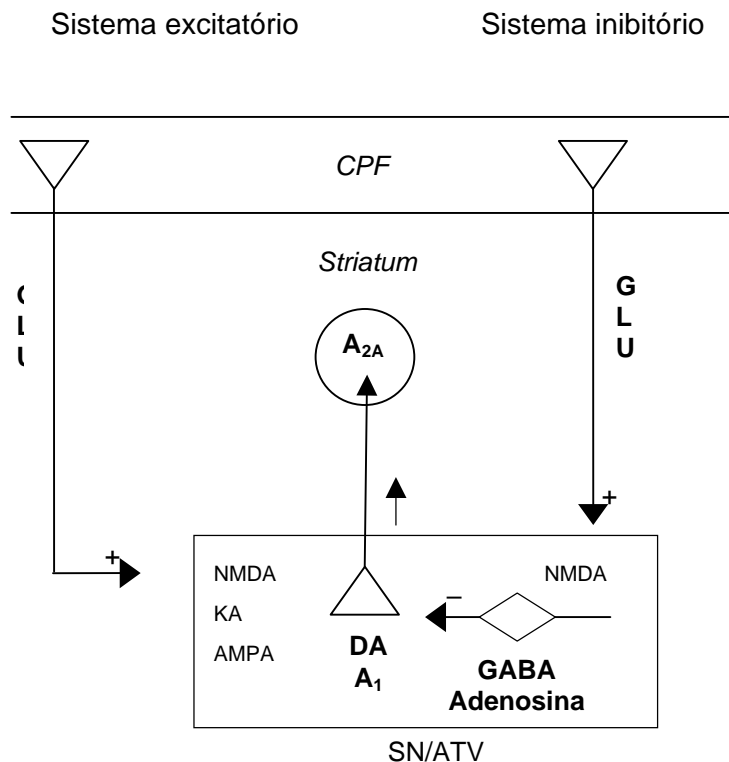 Sistema excitatório Sistema inibitório
CPF
Striatum
G
L
U
A2A
+
+
NMDA
KA
AMPA
DA
A1
–
NMDA
GABA
Adenosina
SN/ATV